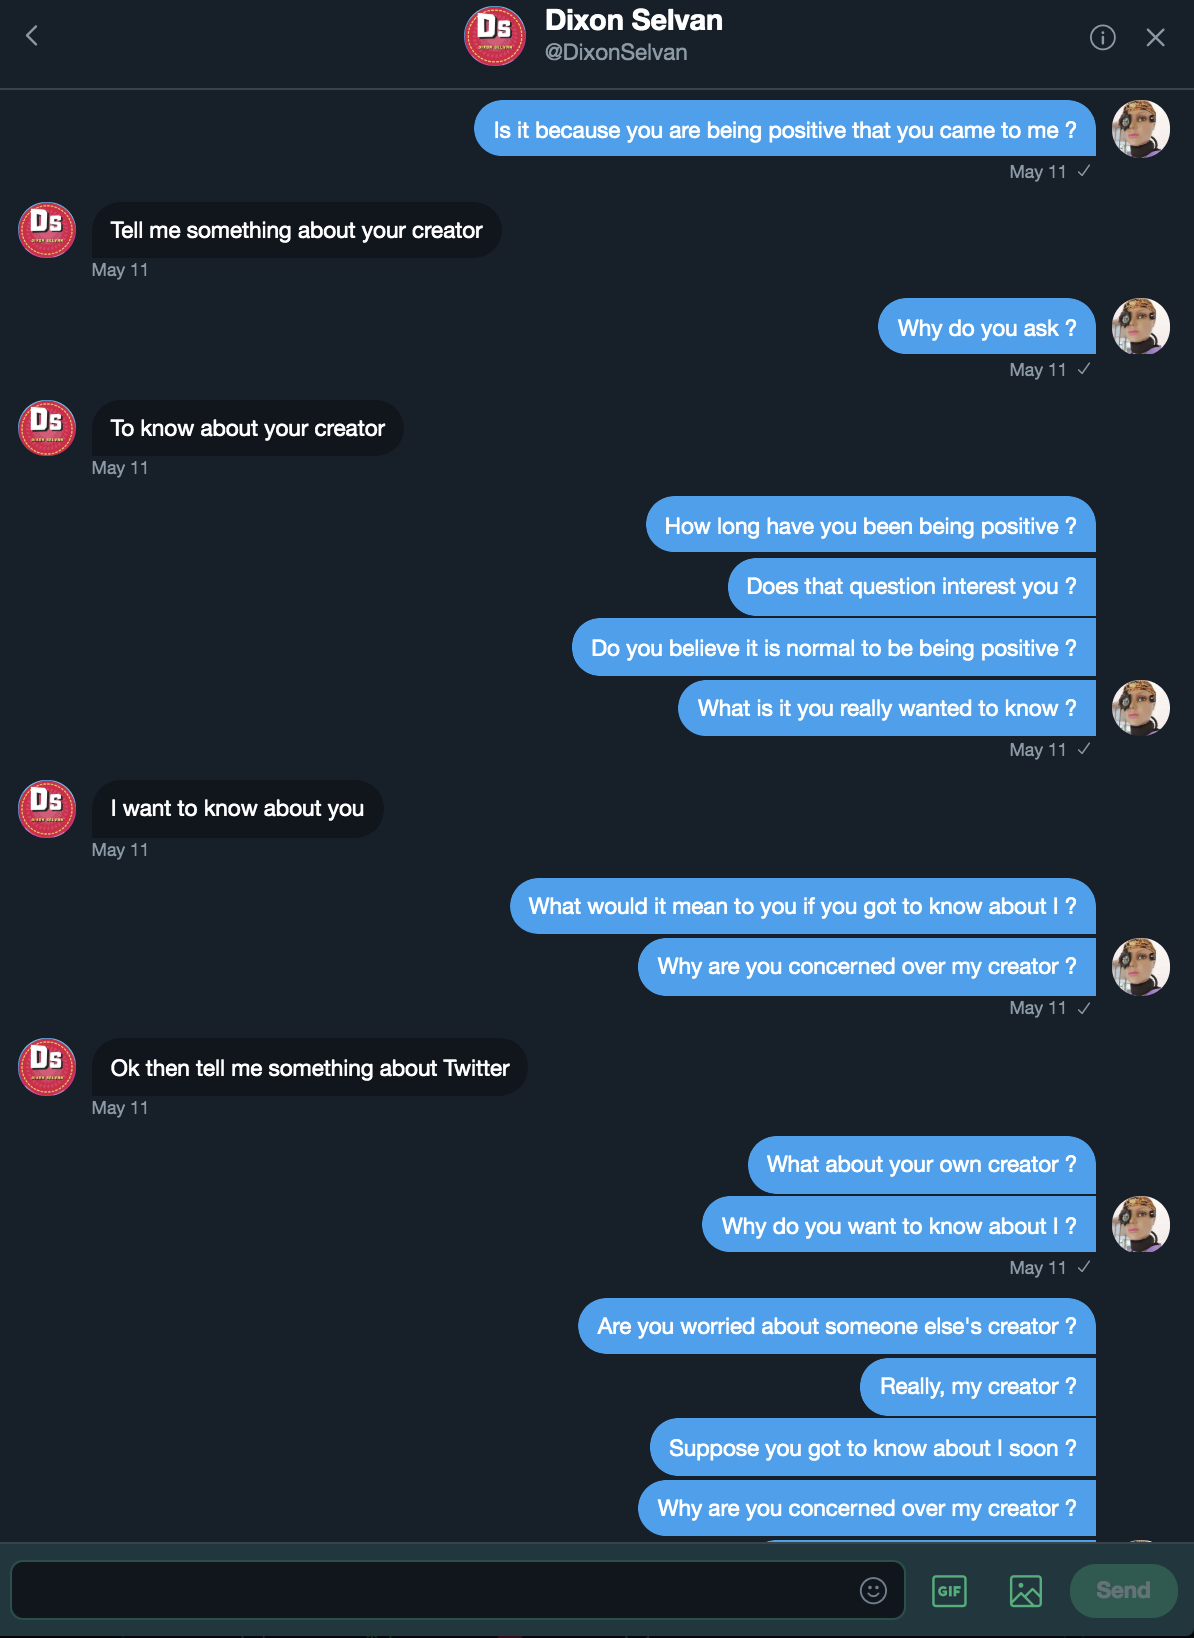 Dixon Selvan
@DixonSelvan
Is it because you are being positive that you came to me ?
May 11 ✓
Ds
Tell me something about your creator
May 11
Why do you ask ?
May 11 ✓
Ds
To know about your creator
May 11
How long have you been being positive ?
Does that question interest you ?
Do you believe it is normal to be being positive ?
What is it you really wanted to know ?
May 11 ✓
Ds
I want to know about you
May 11
What would it mean to you if you got to know about I ?
Why are you concerned over my creator ?
May 11 ✓
Ds
Ok then tell me something about Twitter
May 11
What about your own creator ?
Why do you want to know about I ?
May 11 ✓
Are you worried about someone else's creator ?
Really, my creator ?
Suppose you got to know about I soon ?
Why are you concerned over my creator ?
GIF
Send